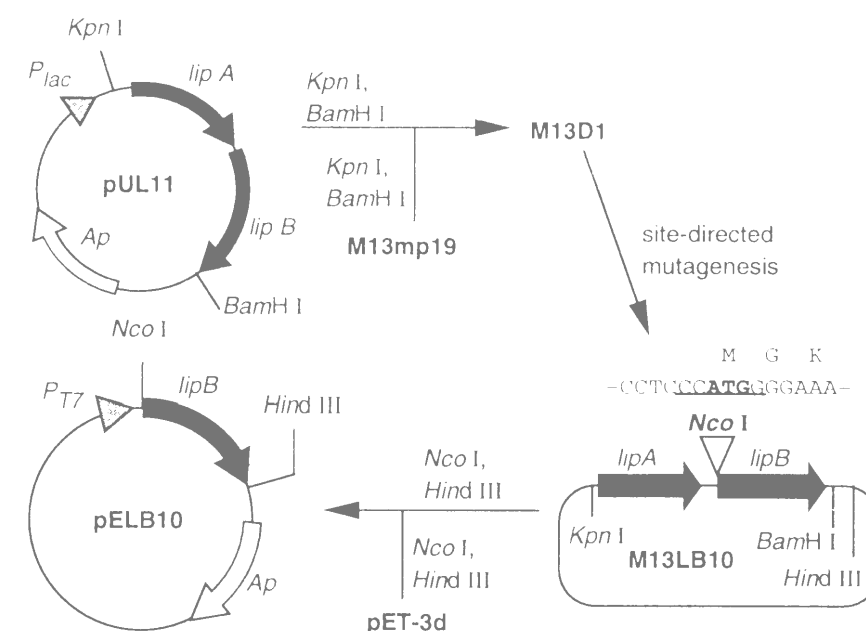 Kpn I
Plac
lip A
pUL11
Ap
lip B
BamH I
Kpn I,
BamH I
Kpn I,
BamH I
M13mp19
M13D1
site-directed
mutagenesis
M G K
-CCTCCCATGGGGAAA-
Nco I
lipA
lipB
Kpn I
BamH I
Hind III
M13LB10
Nco I,
Hind III
Nco I,
Hind III
pET-3d
Nco I
PT7
lipB
Hind III
pELB10
Ap